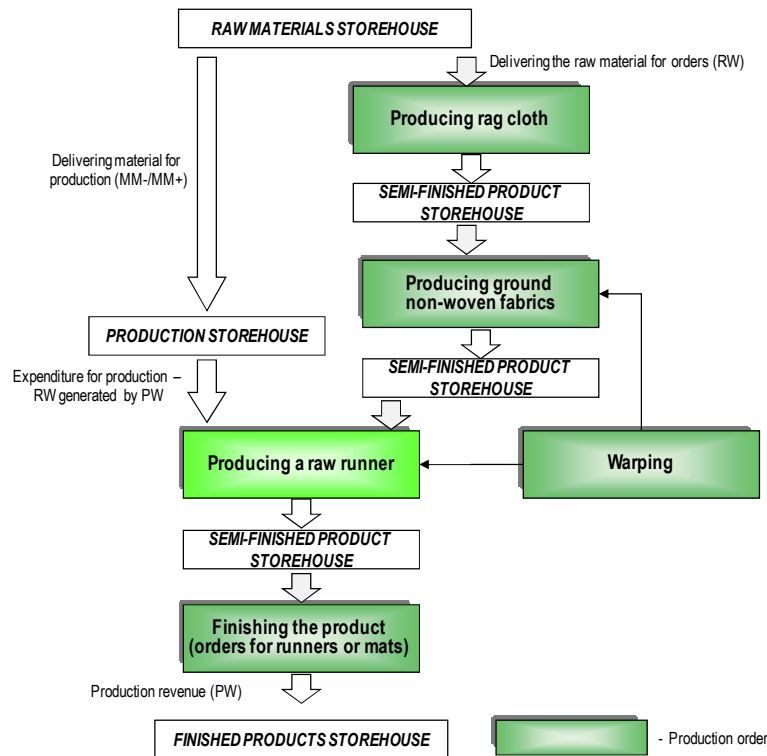 RAW MATERIALS STOREHOUSE
Delivering the raw material for orders (RW)
Producing rag cloth
Delivering material for
production (MM-/MM+)
SEMI-FINISHED PRODUCT
STOREHOUSE
Producing ground
non-woven fabrics
PRODUCTION STOREHOUSE
SEMI-FINISHED PRODUCT
STOREHOUSE
Expenditure for production –
RW generated by PW
Producing a raw runner
Warping
SEMI-FINISHED PRODUCT
STOREHOUSE
Finishing the product
(orders for runners or mats)
Production revenue (PW)
FINISHED PRODUCTS STOREHOUSE
- Production order